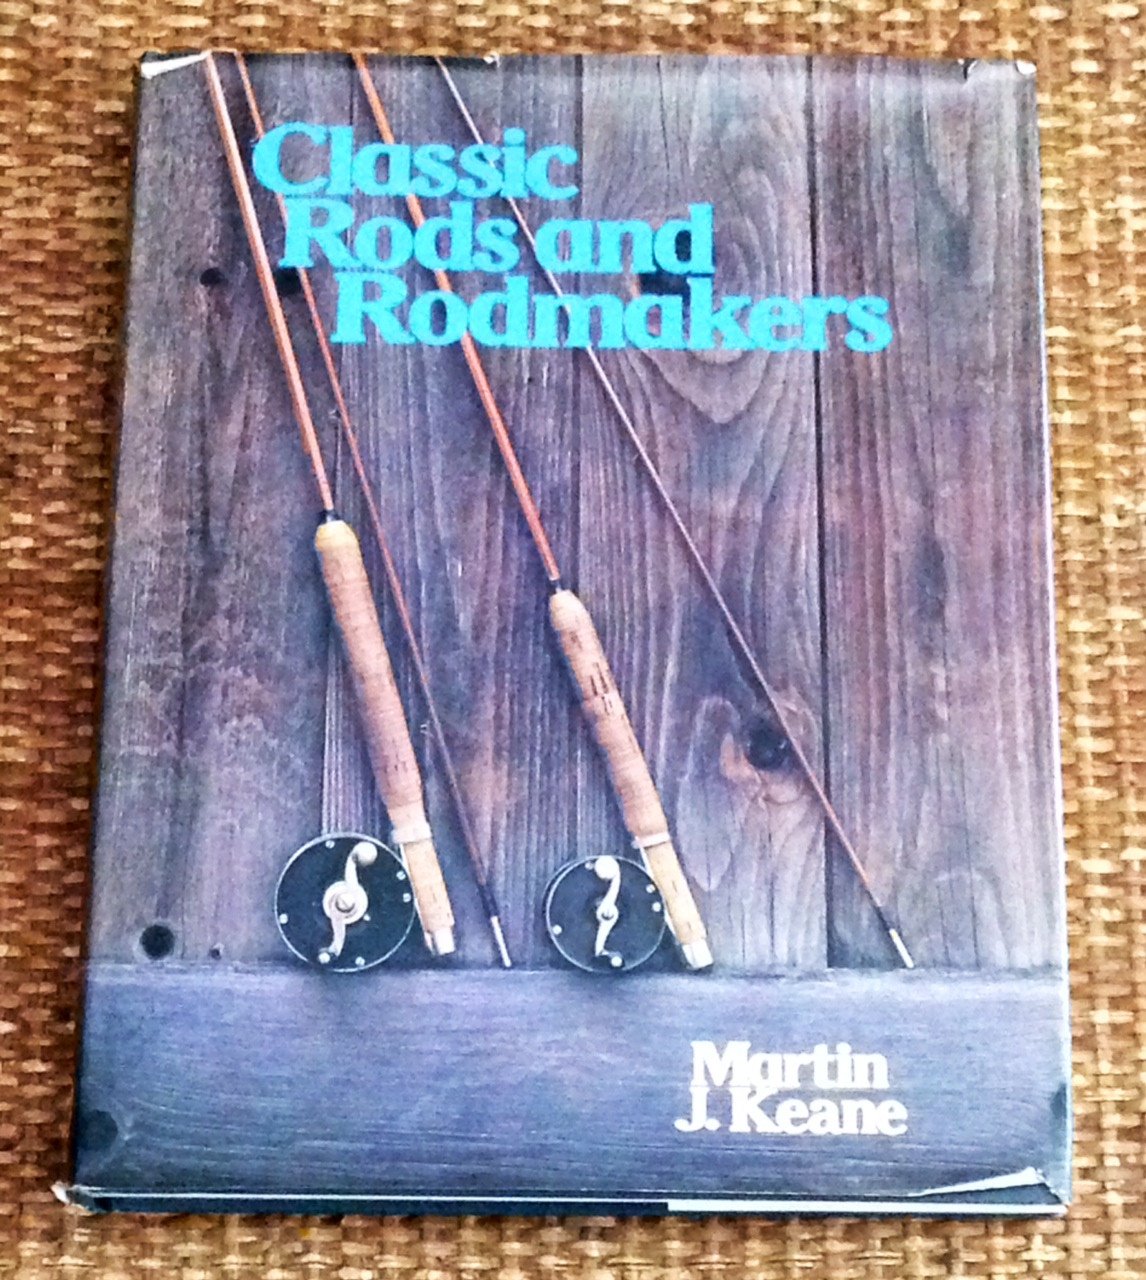 Classic
Rods and
Rodmakers
Martin
J. Keane